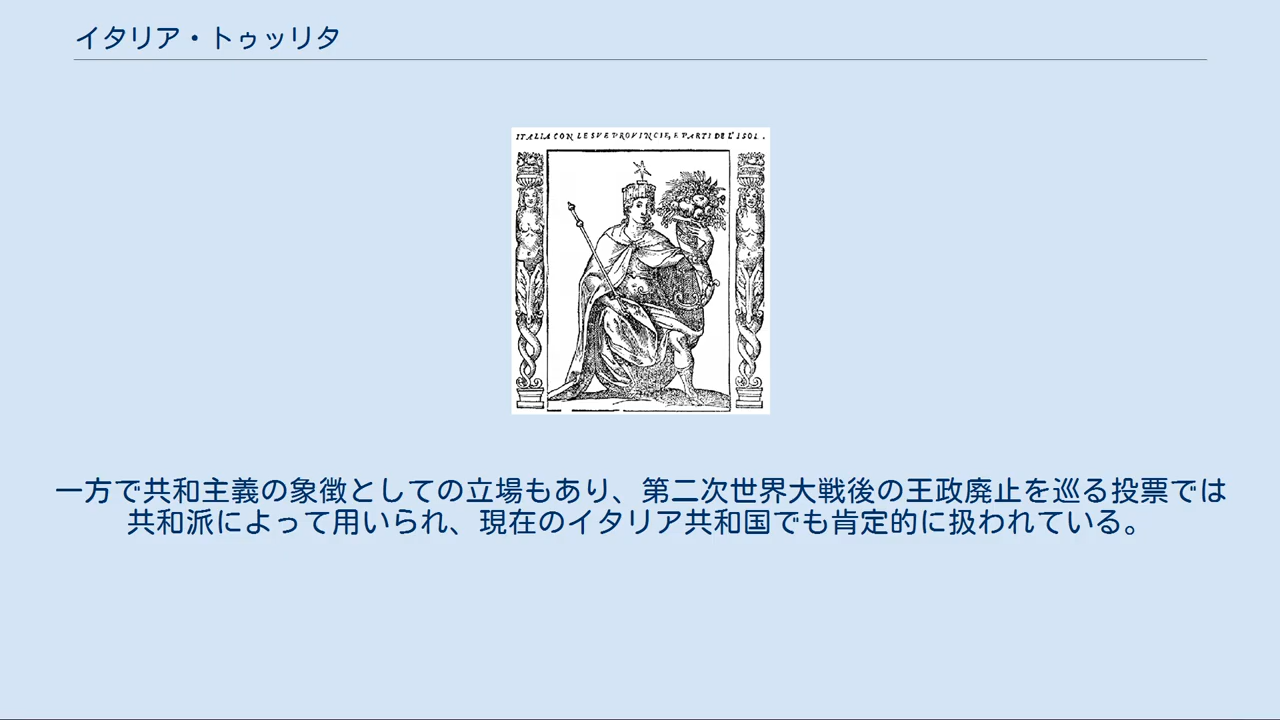 イタリア・トゥッリタ
ITALIA CON LE SVE PROVINCIE, E PARTI DE L' 1501.
一方で共和主義の象徴としての立場もあり、第二次世界大戦後の王政廃止を巡る投票では
共和派によって用いられ、現在のイタリア共和国でも肯定的に扱われている。